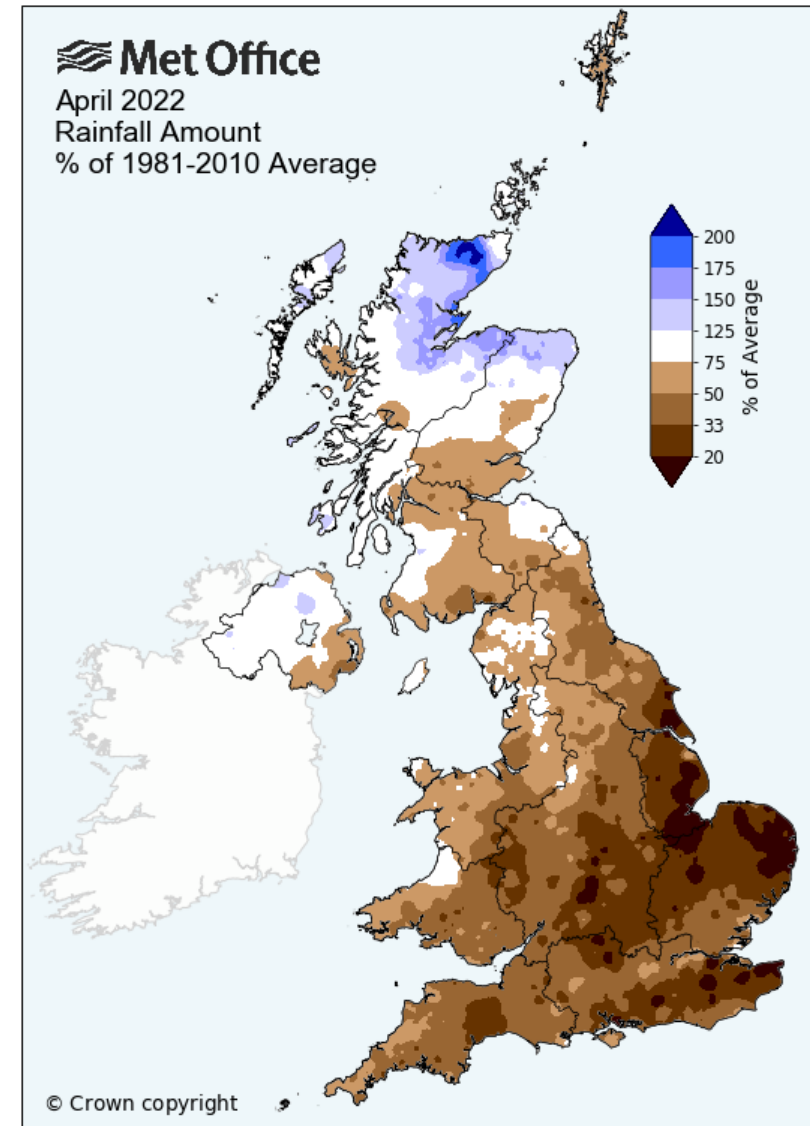 Met Office
April 2022
Rainfall Amount
% of 1981-2010 Average
200
175
150
125
75
50
33
20
% of Average
© Crown copyright